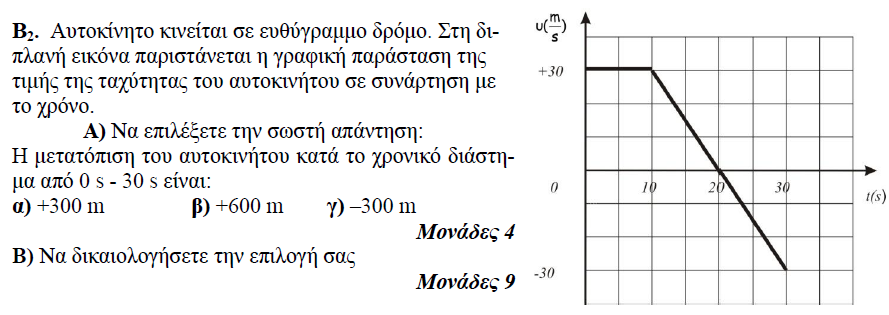 B₂. Αυτοκίνητο κινείται σε ευθύγραμμο δρόμο. Στη δι-
πλανή εικόνα παριστάνεται η γραφική παράσταση της
τιμής της ταχύτητας του αυτοκινήτου σε συνάρτηση με
το χρόνο.
Α) Να επιλέξετε την σωστή απάντηση:
Η μετατόπιση του αυτοκινήτου κατά το χρονικό διάστη-
μα από 0 s - 30 s είναι:
α) +300 m β) +600 m γ) –300 m
Μονάδες 4
Β) Να δικαιολογήσετε την επιλογή σας
Μονάδες 9
υ(m/s)
+30
0 10 20 30
t(s)
-30